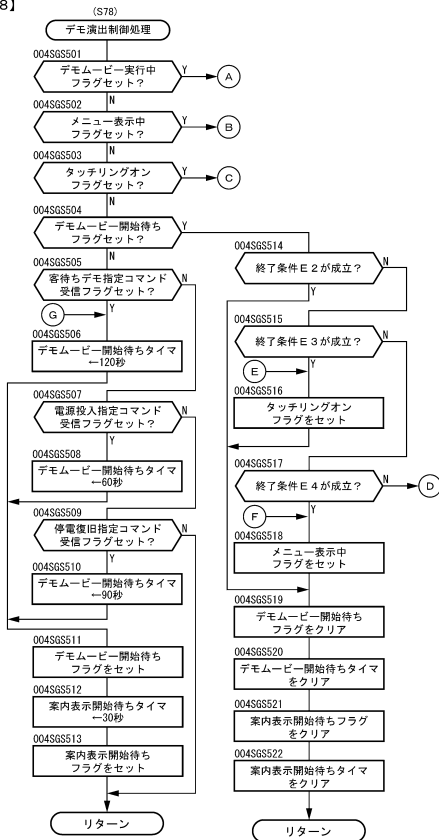 8】
(S78)
デモ演出制御処理
004SGS501
デモムービー実行中
フラグセット？
Y
A
N
004SGS502
メニュー表示中
フラグセット？
Y
B
N
004SGS503
タッチリングオン
フラグセット？
Y
C
N
004SGS504
デモムービー開始待ち
フラグセット？
Y
N
004SGS505
客待ちデモ指定コマンド
受信フラグセット？
N
Y
G
004SGS506
デモムービー開始待ちタイマ
←120秒
004SGS507
電源投入指定コマンド
受信フラグセット？
N
Y
004SGS508
デモムービー開始待ちタイマ
←60秒
004SGS509
停電復旧指定コマンド
受信フラグセット？
N
Y
004SGS510
デモムービー開始待ちタイマ
←90秒
004SGS511
デモムービー開始待ち
フラグをセット
004SGS512
案内表示開始待ちタイマ
←30秒
004SGS513
案内表示開始待ち
フラグをセット
リターン
004SGS514
終了条件E2が成立？
N
Y
004SGS515
終了条件E3が成立？
N
Y
E
004SGS516
タッチリングオン
フラグをセット
004SGS517
終了条件E4が成立？
N
D
Y
F
004SGS518
メニュー表示中
フラグをセット
004SGS519
デモムービー開始待ち
フラグをクリア
004SGS520
デモムービー開始待ちタイマ
をクリア
004SGS521
案内表示開始待ちフラグ
をクリア
004SGS522
案内表示開始待ちタイマ
をクリア
リターン